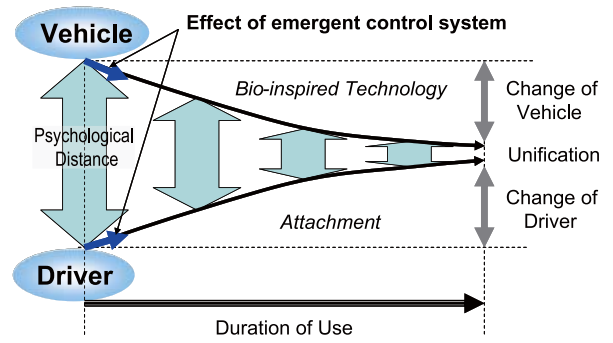 Effect of emergent control system
Vehicle
Bio-inspired Technology
Change of
Vehicle
Psychological
Distance
Unification
Attachment
Change of
Driver
Driver
Duration of Use